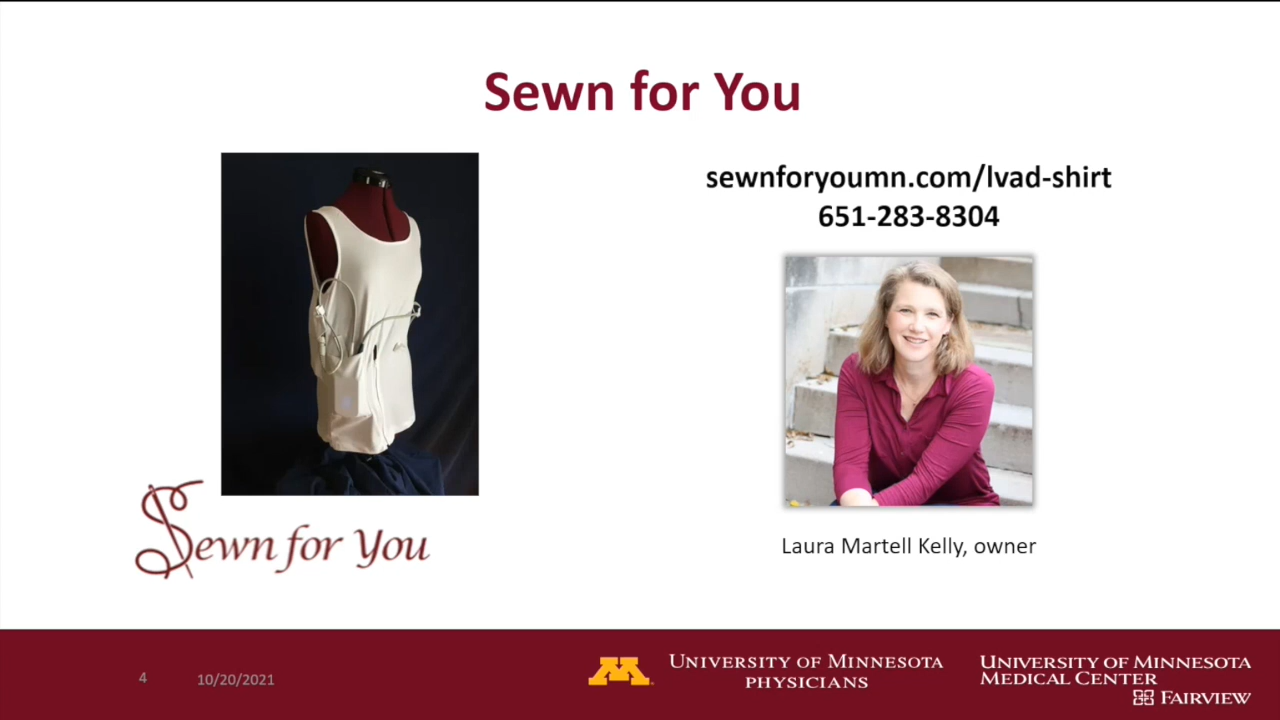 Sewn for You
sewnforyoumn.com/lvad-shirt
651-283-8304
Sewn for You
Laura Martell Kelly, owner
4
10/20/2021
M
UNIVERSITY OF MINNESOTA
PHYSICIANS
UNIVERSITY OF MINNESOTA
MEDICAL CENTER
FAIRVIEW